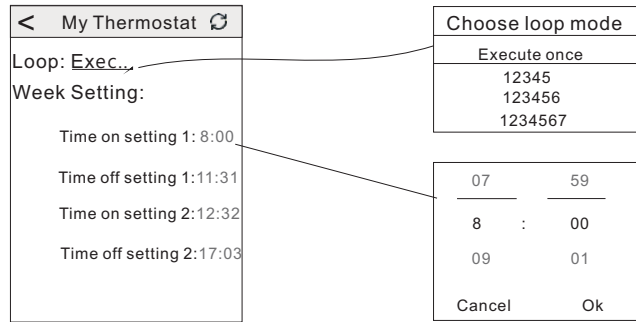 < My Thermostat
Loop: Exec...
Week Setting:
Time on setting 1: 8:00
Time off setting 1:11:31
Time on setting 2:12:32
Time off setting 2:17:03
Choose loop mode
Execute once
12345
123456
1234567
07 59
8 : 00
09 01
Cancel Ok